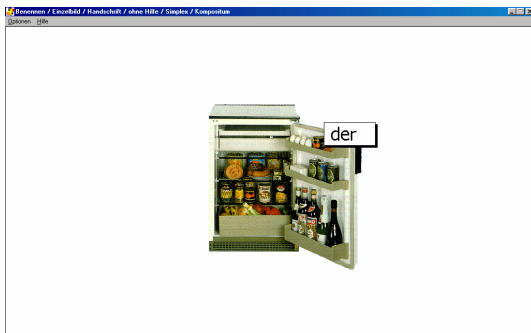 Benennen / Einzelbild / Handschrift / ohne Hilfe / Simplex / Kompositum
Optionen Hilfe
der